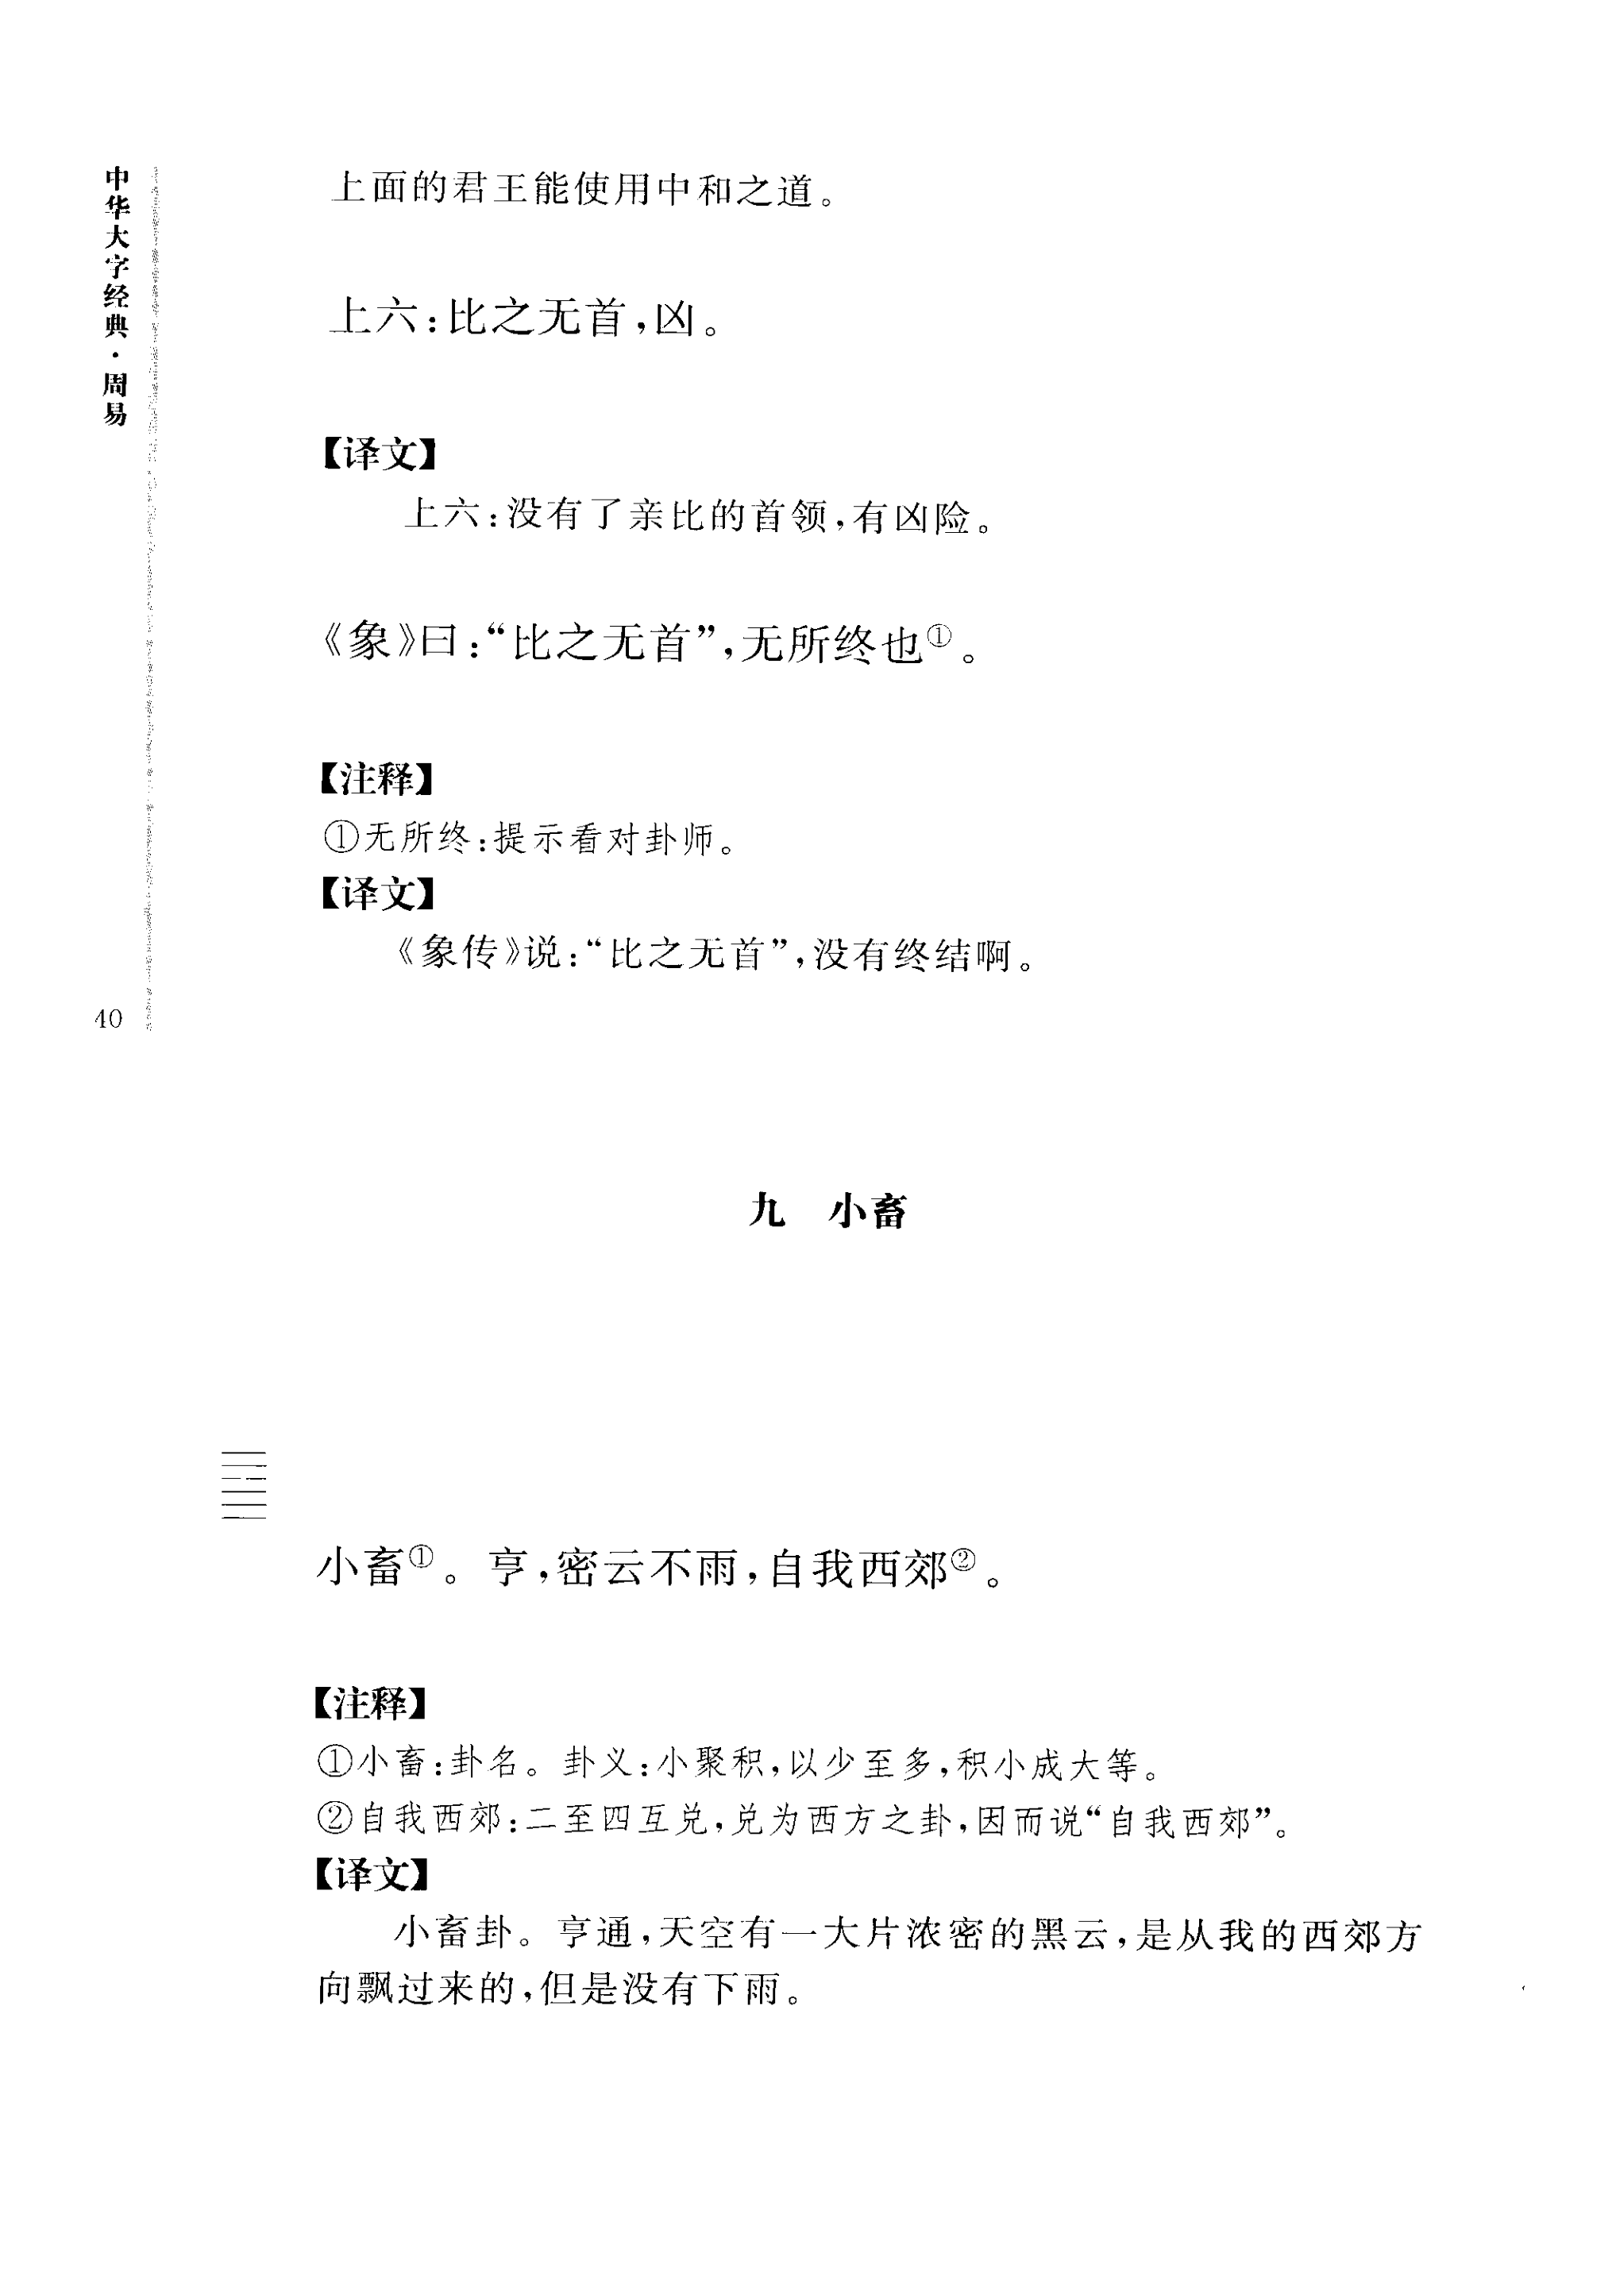 中华大字经典·周易
上面的君王能使用中和之道。
上六：比之无首，凶。
【译文】
上六：没有了亲比的首领，有凶险。
《象》曰：“比之无首”，无所终也①。
【注释】
①无所终：提示看对卦师。
【译文】
《象传》说：“比之无首”，没有终结啊。
40
九 小畜
小畜①。亨，密云不雨，自我西郊②。
【注释】
①小畜：卦名。卦义：小聚积，以少至多，积小成大等。
②自我西郊：二至四互兑，兑为西方之卦，因而说“自我西郊”。
【译文】
小畜卦。亨通，天空有一大片浓密的黑云，是从我的西郊方
向飘过来的，但是没有下雨。